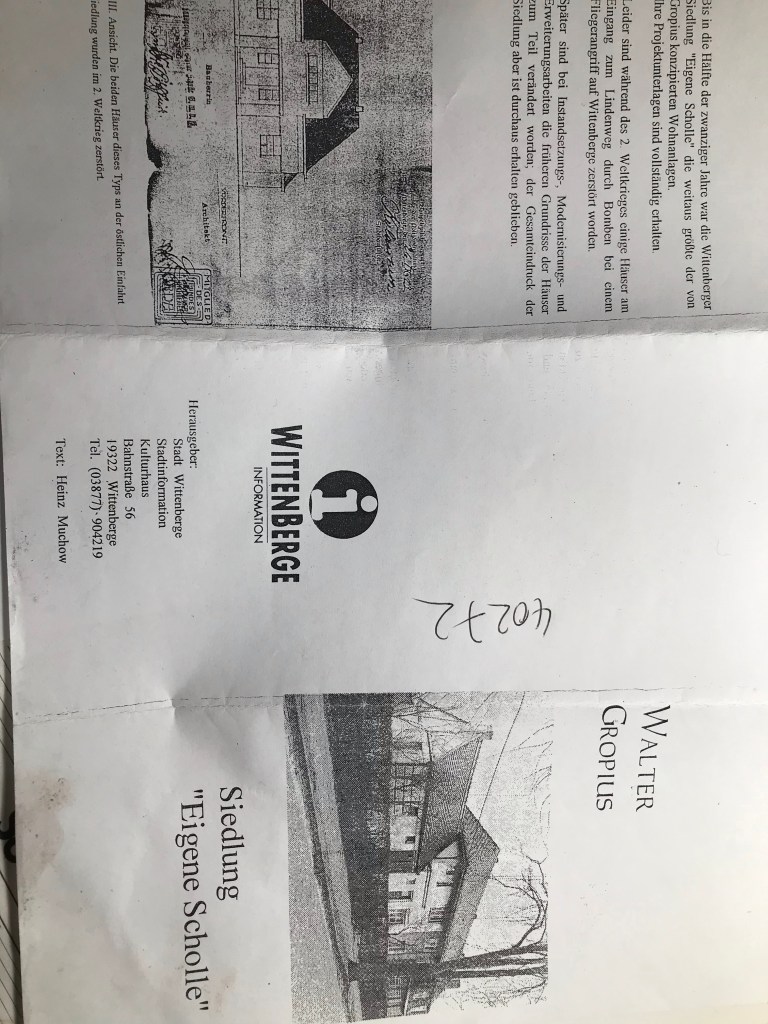 Bis in die Hälfte der zwanziger Jahre war die Wittenberger
Siedlung "Eigene Scholle" die weitaus größte der von
Gropius konzipierten Wohnanlagen.
Ihre Projektunterlagen sind vollständig erhalten.
Leider sind während des 2. Weltkrieges einige Häuser am
Eingang zum Lindenweg durch Bomben bei einem
Fliegerangriff auf Wittenberge zerstört worden.
Später sind bei Instandsetzungs-, Modernisierungs- und
Erweiterungsarbeiten die früheren Grundrisse der Häuser
zum Teil verändert worden; der Gesamteindruck der
Siedlung aber ist durchaus erhalten geblieben.
Bauherrin
Architekt
MITGLIED
DES
III. Ansicht. Die beiden Häuser dieses Typs an der östlichen Einfahrt
Siedlung wurden im 2. Weltkrieg zerstört.
40272
i
WITTENBERGE
INFORMATION
Herausgeber:
Stadt Wittenberge
Stadtinformation
Kulturhaus
Bahnstraße 56
19322 Wittenberge
Tel. (03877) - 904219
Text: Heinz Muchow
WALTER
GROPIUS
Siedlung
"Eigene Scholle"